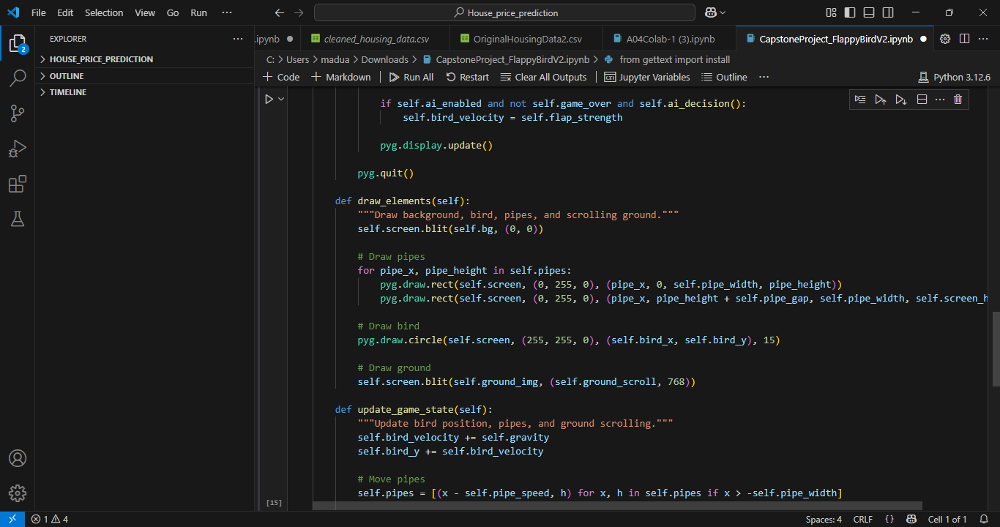 File Edit Selection View Go Run ··· House_price_prediction
EXPLORER ···
HOUSE_PRICE_PREDICTION
OUTLINE
TIMELINE
2
.ipynb cleaned_housing_data.csv OriginalHousingData2.csv A04Colab-1 (3).ipynb CapstoneProject_FlappyBirdV2.ipynb ···
C: > Users > madua > Downloads > CapstoneProject_FlappyBirdV2.ipynb > from gettext import install
+ Code + Markdown | Run All Restart Clear All Outputs | Jupyter Variables Outline ··· Python 3.12.6
if self.ai_enabled and not self.game_over and self.ai_decision():
self.bird_velocity = self.flap_strength
pyg.display.update()
pyg.quit()
def draw_elements(self):
"""Draw background, bird, pipes, and scrolling ground."""
self.screen.blit(self.bg, (0, 0))
# Draw pipes
for pipe_x, pipe_height in self.pipes:
pyg.draw.rect(self.screen, (0, 255, 0), (pipe_x, 0, self.pipe_width, pipe_height))
pyg.draw.rect(self.screen, (0, 255, 0), (pipe_x, pipe_height + self.pipe_gap, self.pipe_width, self.screen_h
# Draw bird
pyg.draw.circle(self.screen, (255, 255, 0), (self.bird_x, self.bird_y), 15)
# Draw ground
self.screen.blit(self.ground_img, (self.ground_scroll, 768))
def update_game_state(self):
"""Update bird position, pipes, and ground scrolling."""
self.bird_velocity += self.gravity
self.bird_y += self.bird_velocity
# Move pipes
self.pipes = [(x - self.pipe_speed, h) for x, h in self.pipes if x > -self.pipe_width]
[15]
1 4 Spaces: 4 CRLF {} Cell 1 of 1